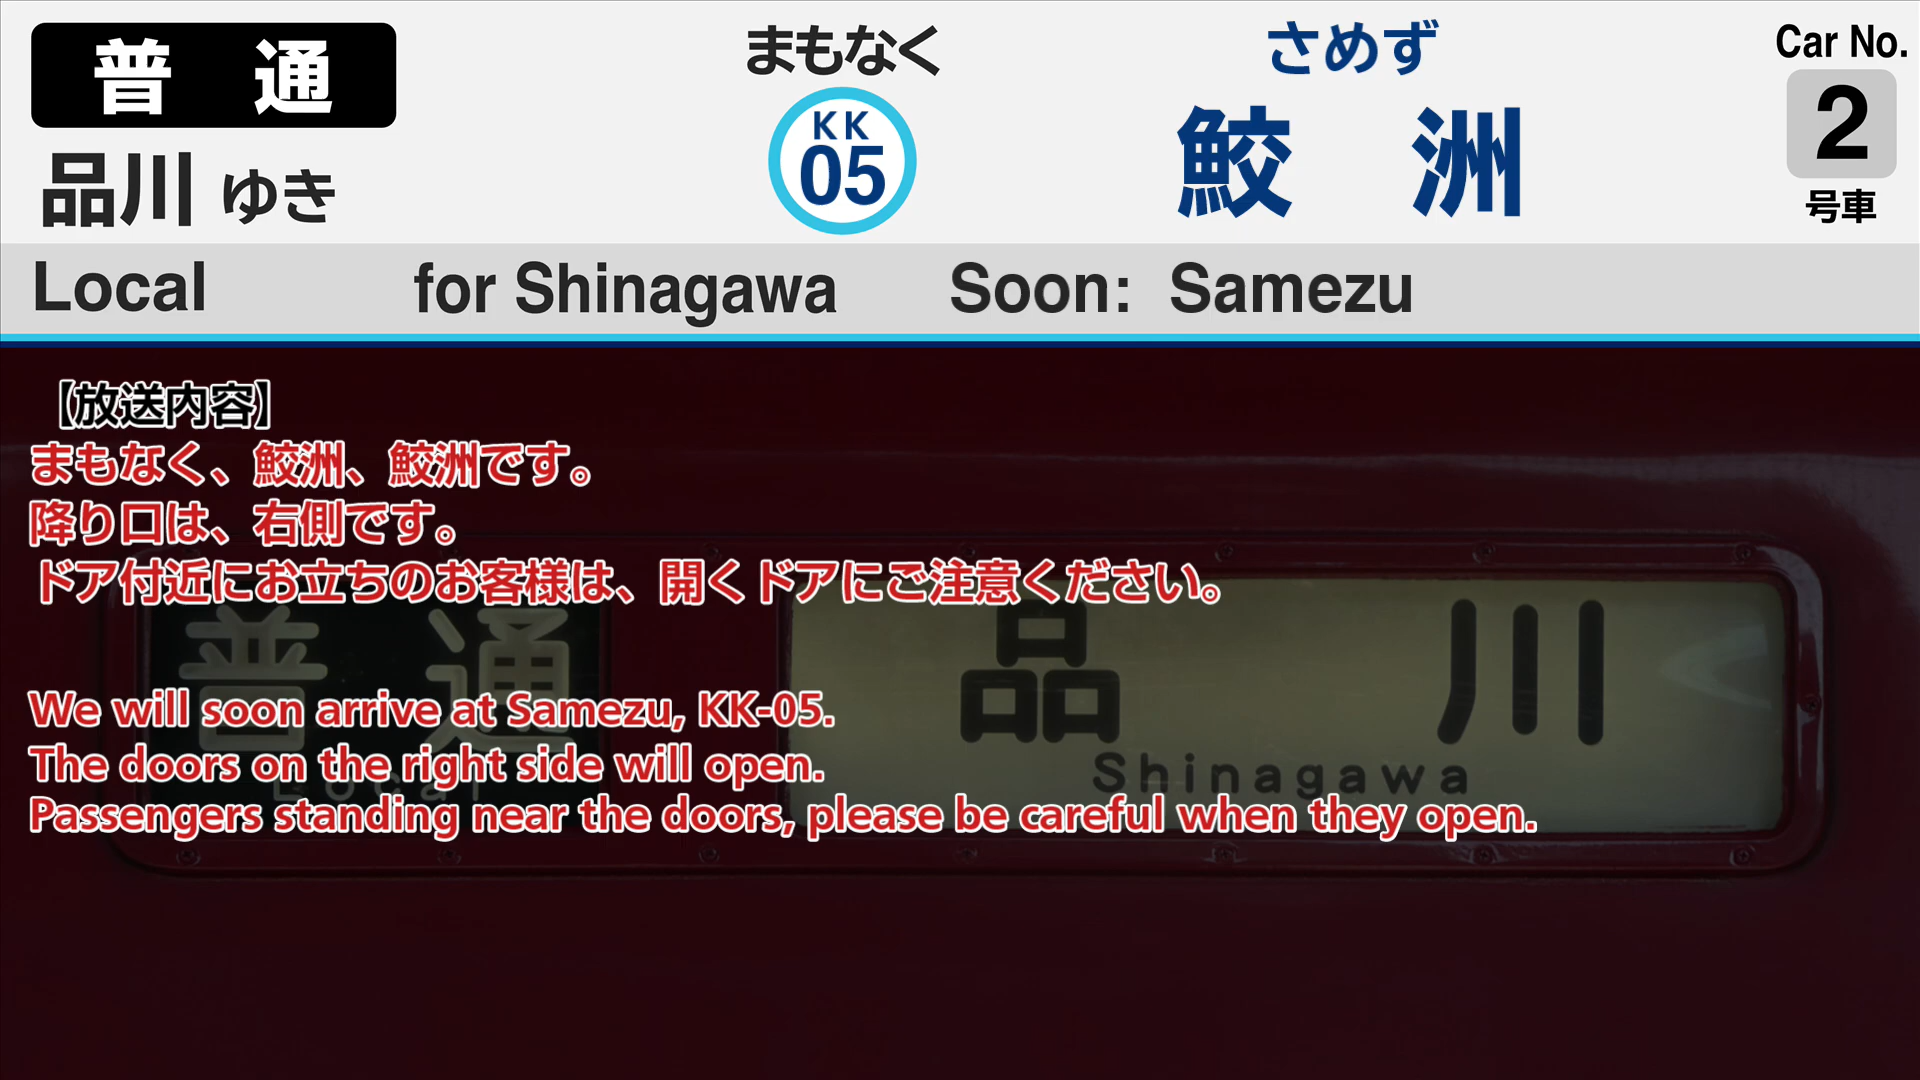 普通
まもなく
さめず
Car No.
KK
05
鮫洲
2
品川 ゆき
号車
Local for Shinagawa Soon: Samezu
【放送内容】
まもなく、鮫洲、鮫洲です。
降り口は、右側です。
ドア付近にお立ちのお客様は、開くドアにご注意ください。
普通
品川
We will soon arrive at Samezu, KK-05.
The doors on the right side will open.
Local
Shinagawa
Passengers standing near the doors, please be careful when they open.